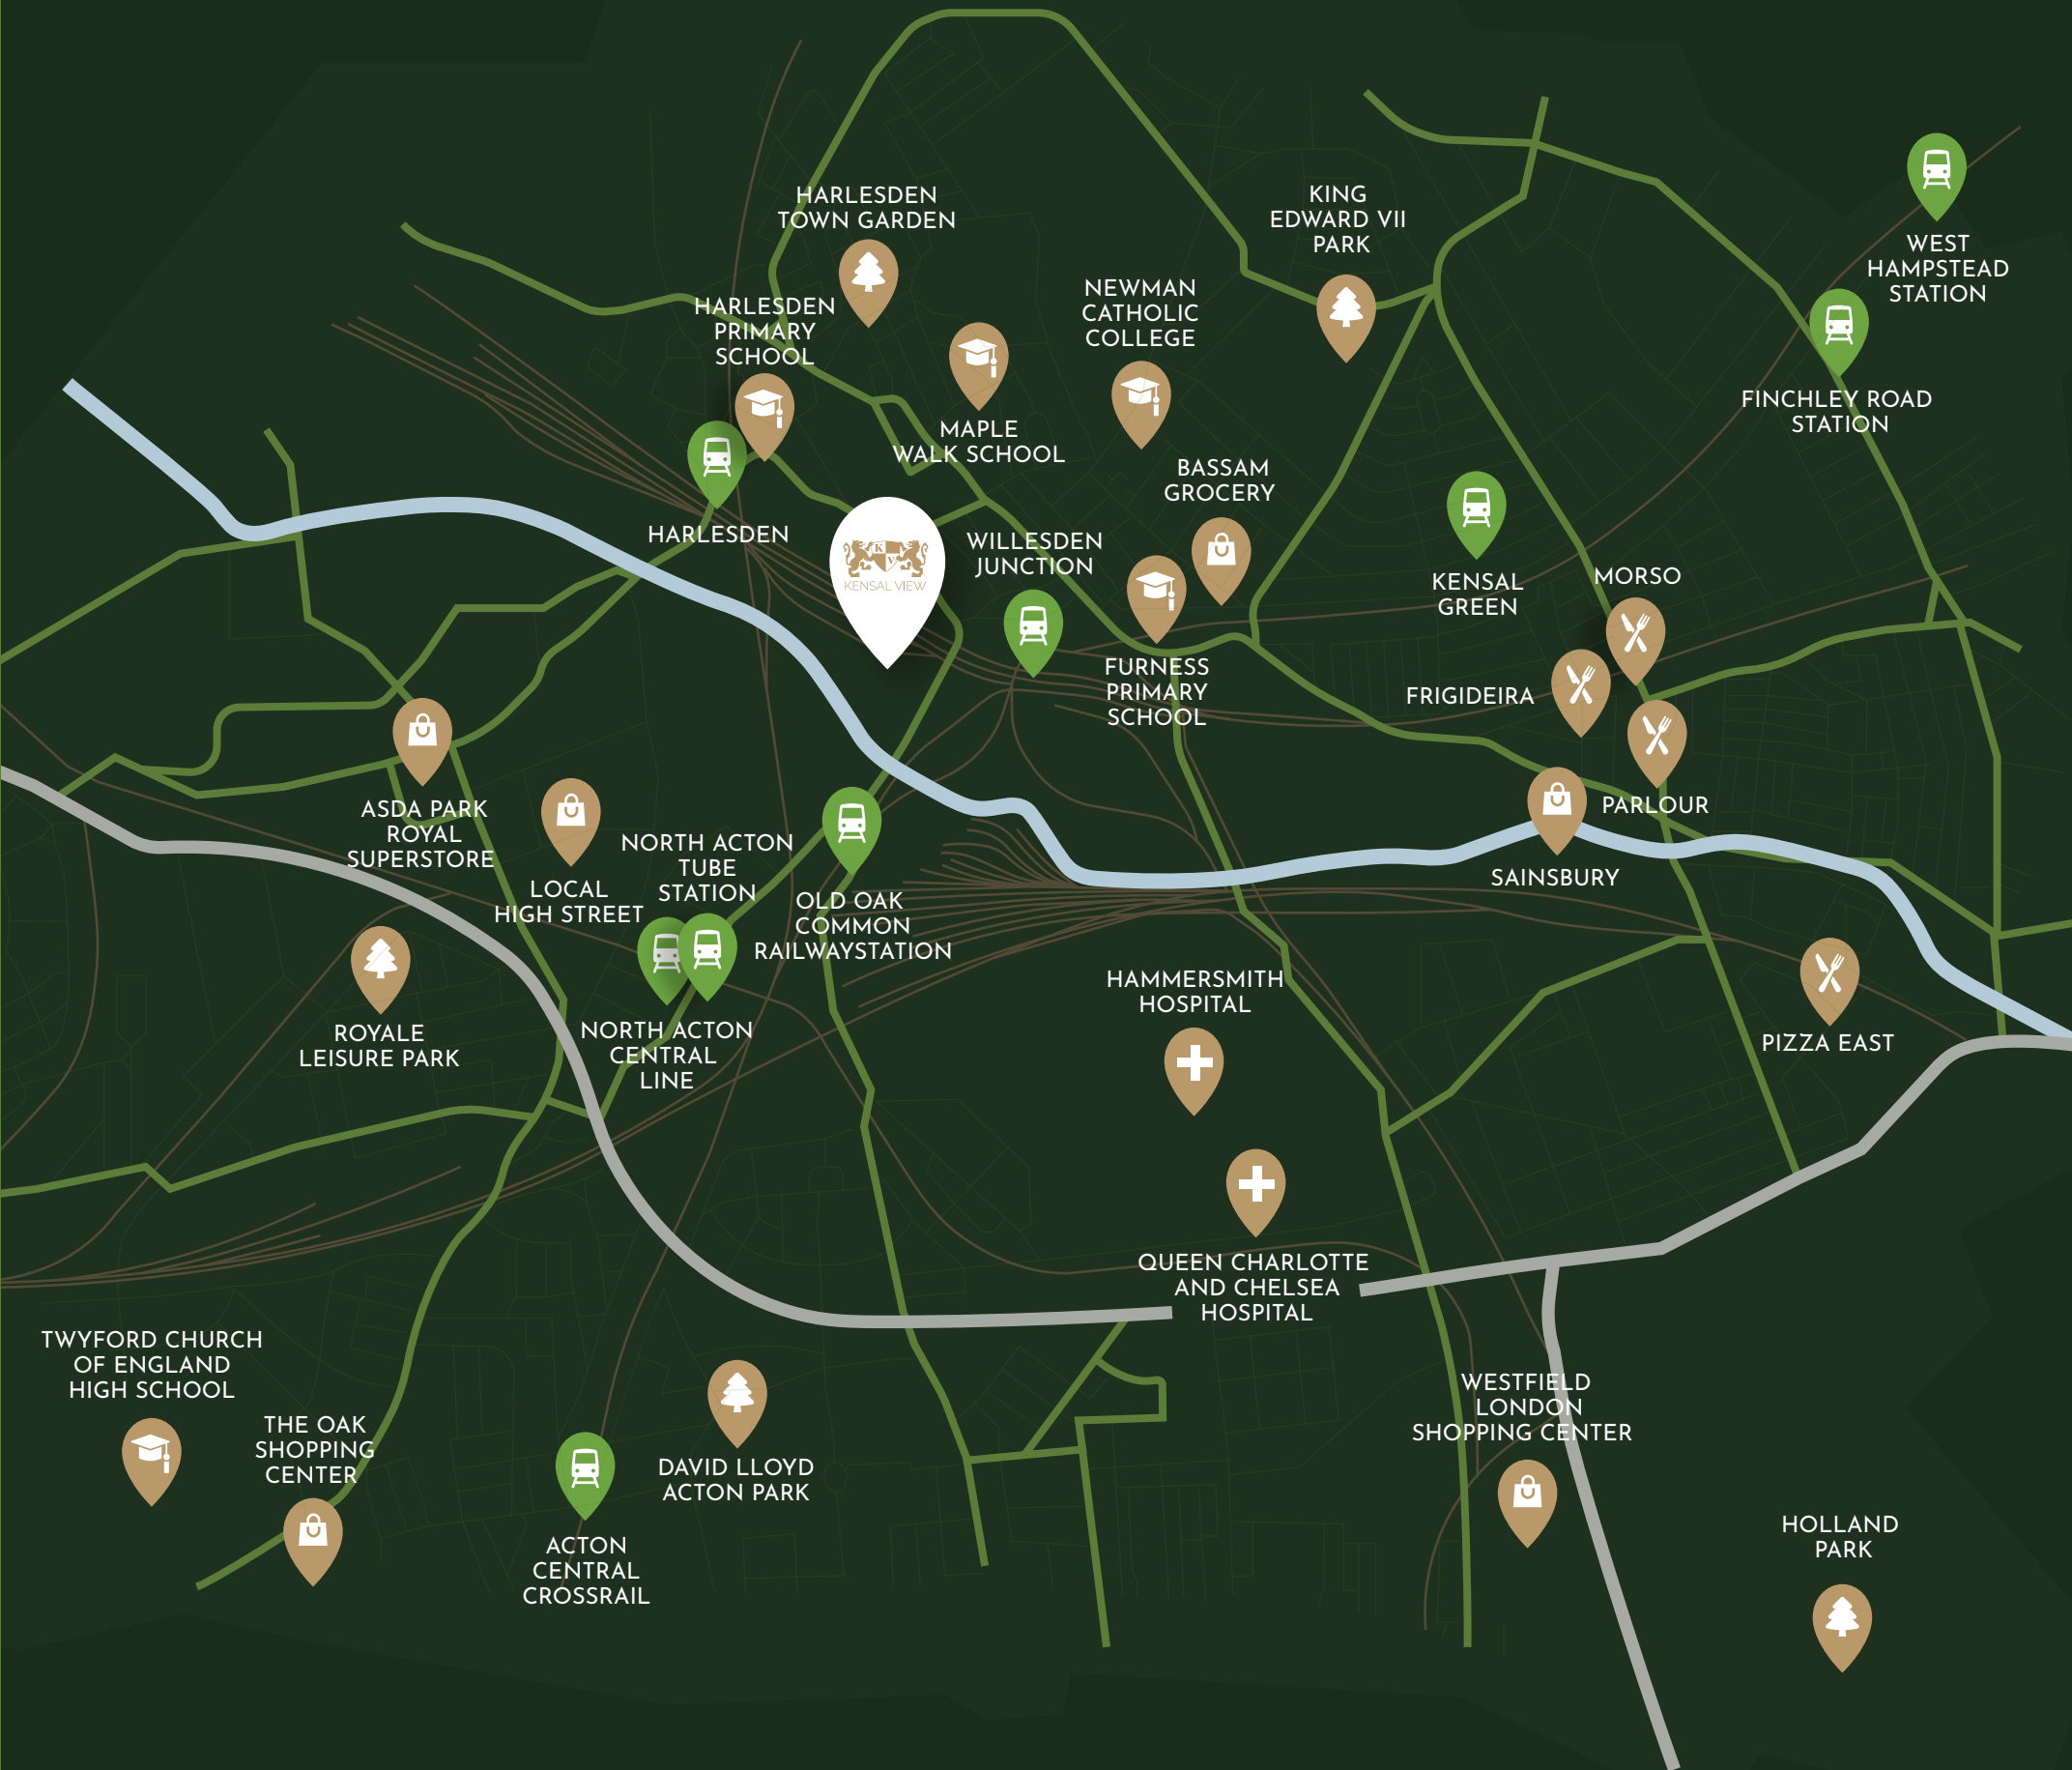 HARLESDEN
TOWN GARDEN
KING
EDWARD VII
PARK
WEST
HAMPSTEAD
STATION
HARLESDEN
PRIMARY
SCHOOL
NEWMAN
CATHOLIC
COLLEGE
FINCHLEY ROAD
STATION
MAPLE
WALK SCHOOL
BASSAM
GROCERY
HARLESDEN
K V
KENSAL VIEW
WILLESDEN
JUNCTION
KENSAL
GREEN
MORSO
FURNESS
PRIMARY
SCHOOL
FRIGIDEIRA
PARLOUR
ASDA PARK
ROYAL
SUPERSTORE
LOCAL
HIGH STREET
NORTH ACTON
TUBE
STATION
OLD OAK
COMMON
RAILWAYSTATION
SAINSBURY
ROYALE
LEISURE PARK
NORTH ACTON
CENTRAL
LINE
HAMMERSMITH
HOSPITAL
PIZZA EAST
QUEEN CHARLOTTE
AND CHELSEA
HOSPITAL
TWYFORD CHURCH
OF ENGLAND
HIGH SCHOOL
THE OAK
SHOPPING
CENTER
DAVID LLOYD
ACTON PARK
WESTFIELD
LONDON
SHOPPING CENTER
ACTON
CENTRAL
CROSSRAIL
HOLLAND
PARK